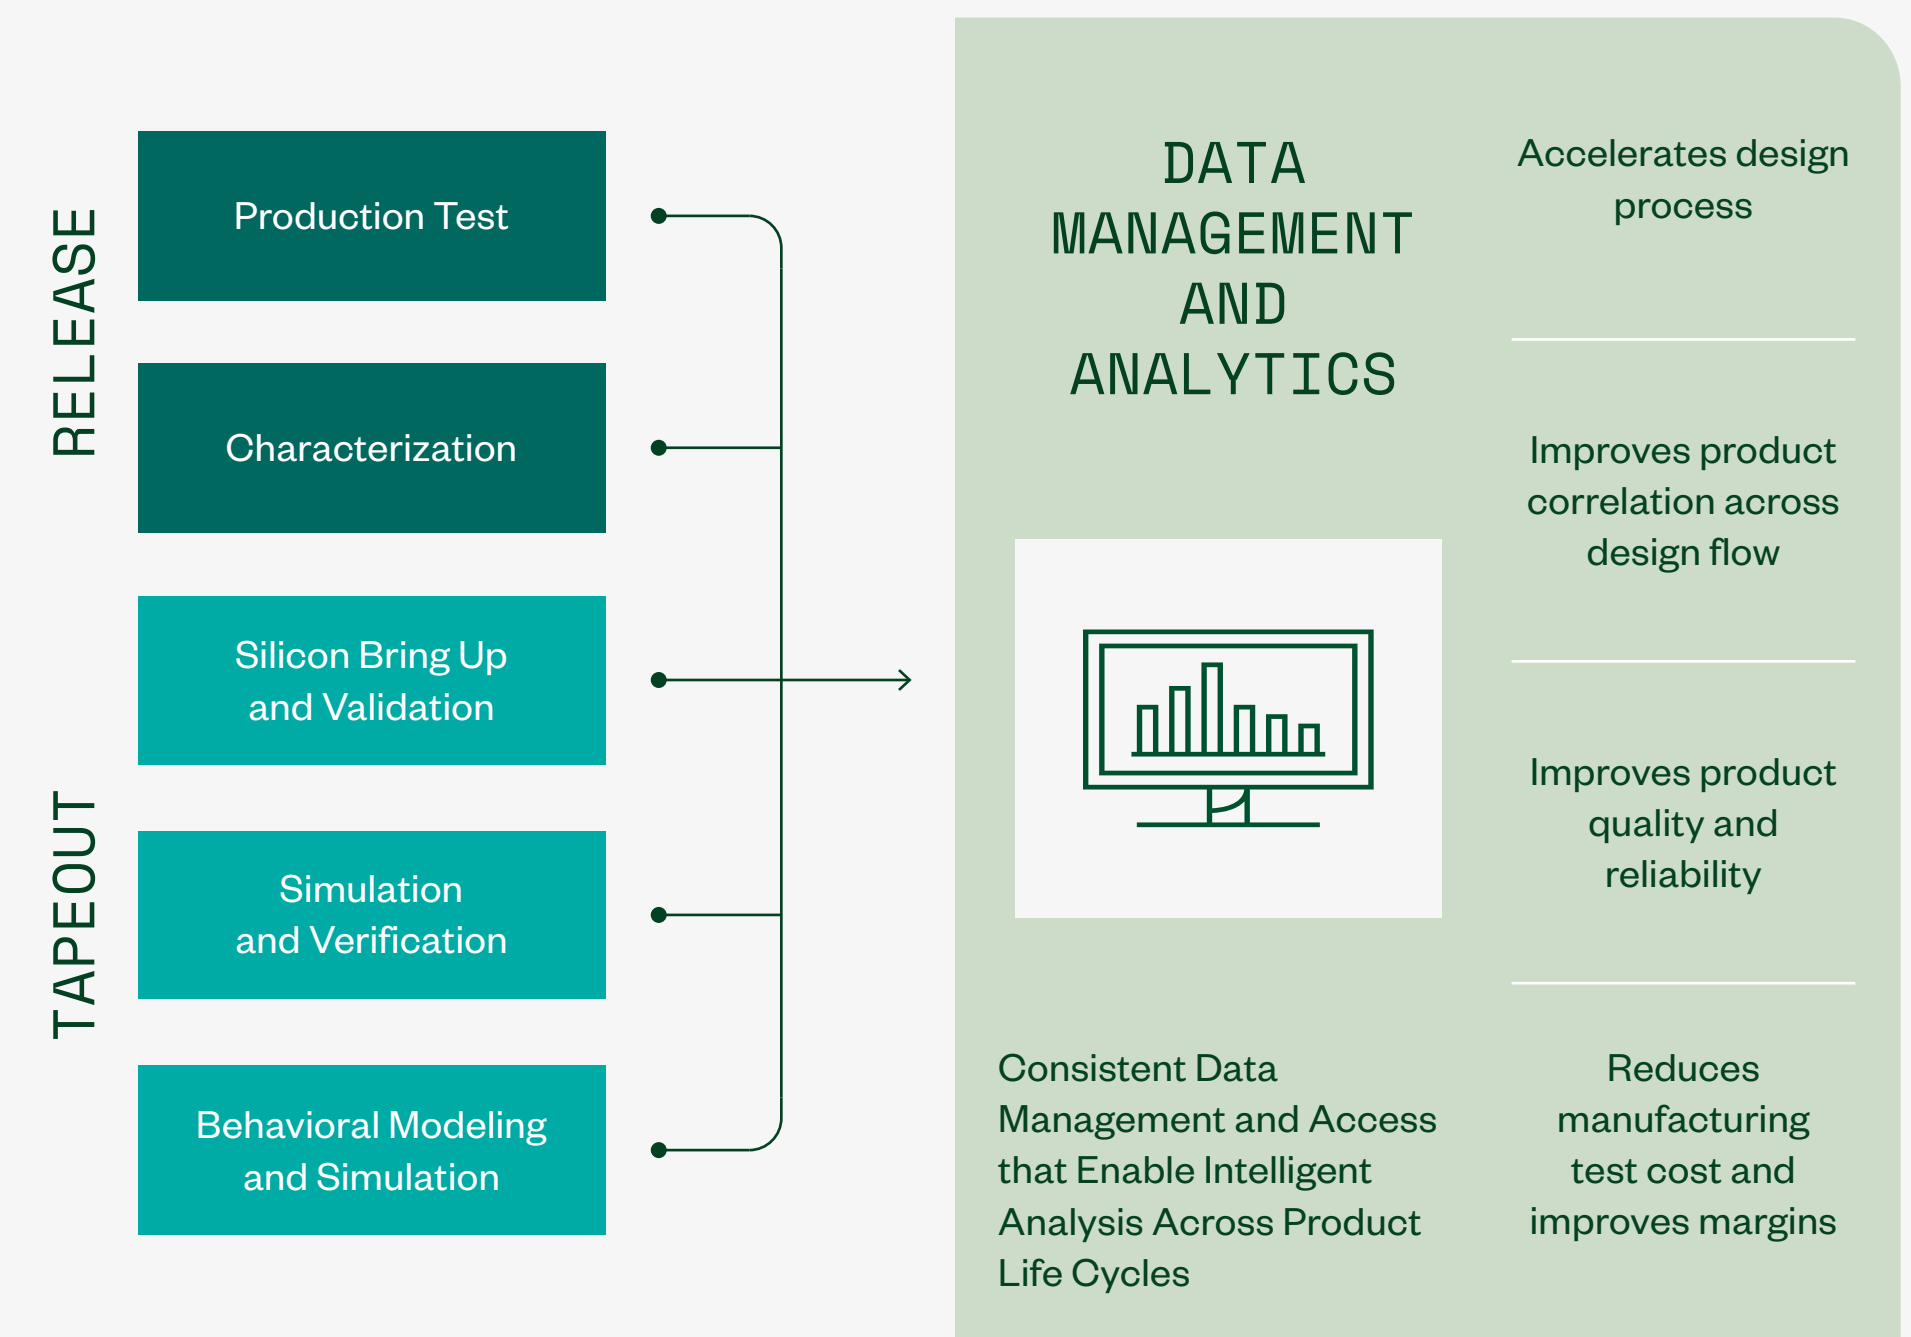 RELEASE
Production Test
Characterization
TAPEOUT
Silicon Bring Up
and Validation
Simulation
and Verification
Behavioral Modeling
and Simulation
DATA
MANAGEMENT
AND
ANALYTICS
Consistent Data
Management and Access
that Enable Intelligent
Analysis Across Product
Life Cycles
Accelerates design
process
Improves product
correlation across
design flow
Improves product
quality and
reliability
Reduces
manufacturing
test cost and
improves margins